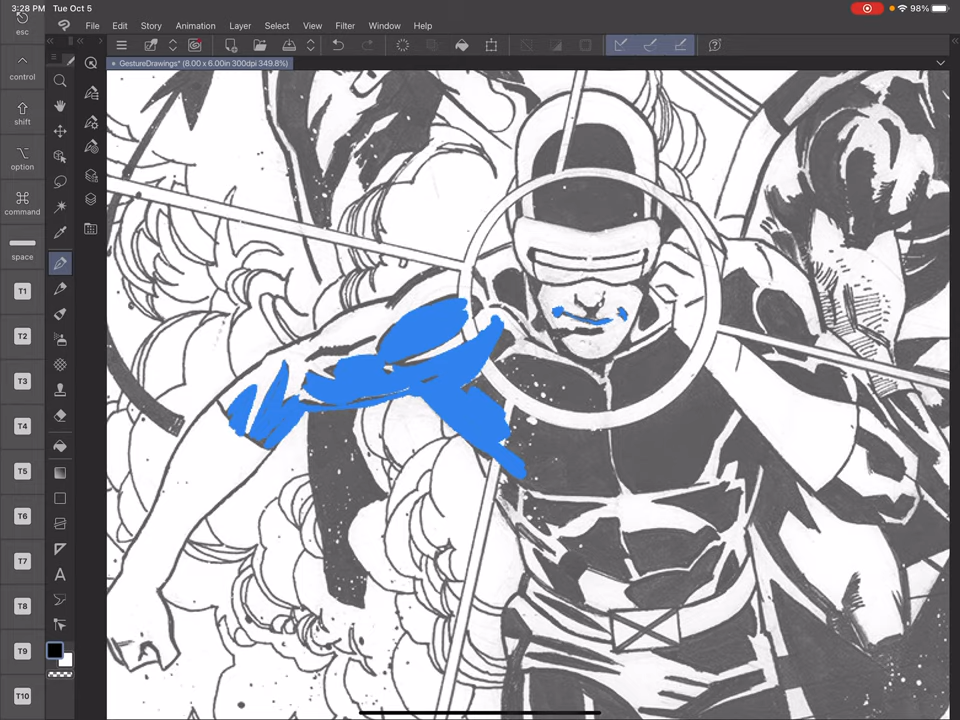 3:28 PM Tue Oct 5 98%
File Edit Story Animation Layer Select View Filter Window Help
GestureDrawings* (8.00 x 6.00in 300dpi 349.8%)
esc
control
shift
option
command
space
T1
T2
T3
T4
T5
T6
T7
T8
T9
T10
A